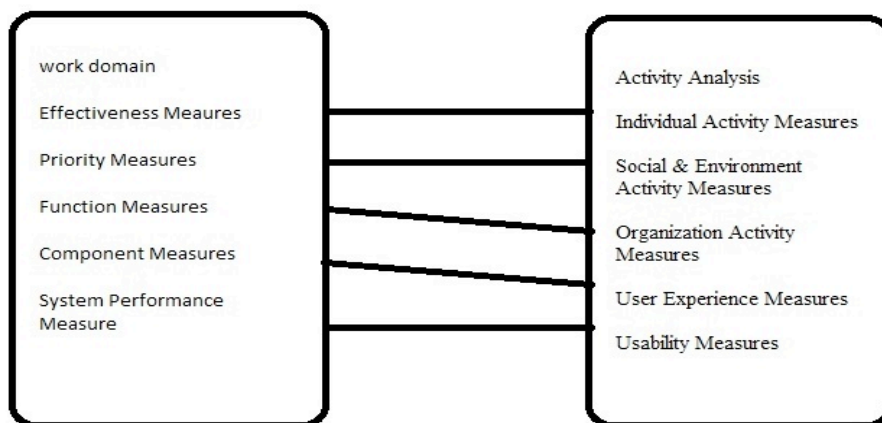 work domain
Effectiveness Meaures
Priority Measures
Function Measures
Component Measures
System Performance
Measure
Activity Analysis
Individual Activity Measures
Social & Environment
Activity Measures
Organization Activity
Measures
User Experience Measures
Usability Measures